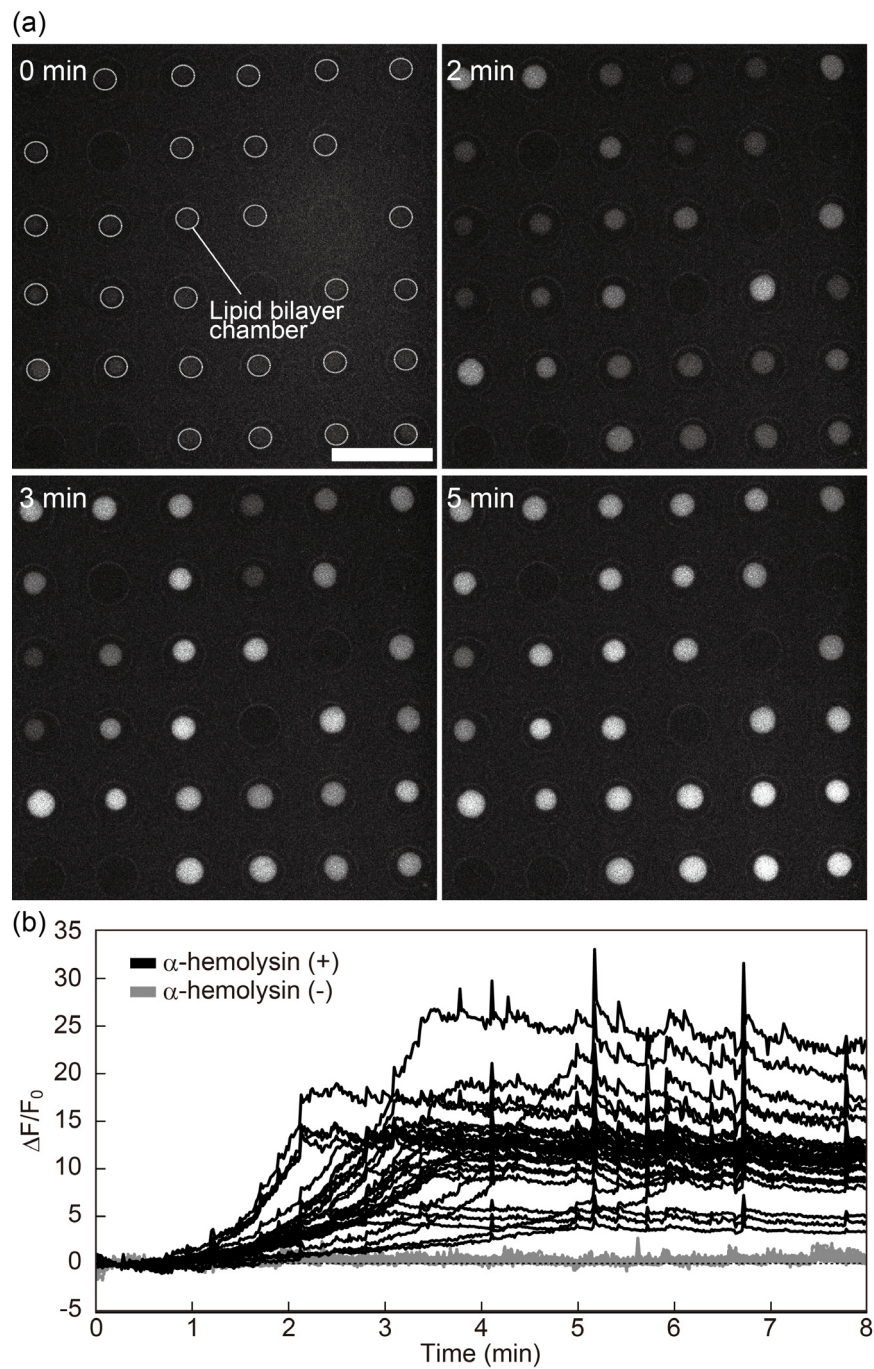 (a)
0 min
2 min
Lipid bilayer
chamber
3 min
5 min
(b)
35
30
25
20
15
10
5
0
-5
ΔF/F0
α-hemolysin (+)
α-hemolysin (-)
0 1 2 3 4 5 6 7 8
Time (min)